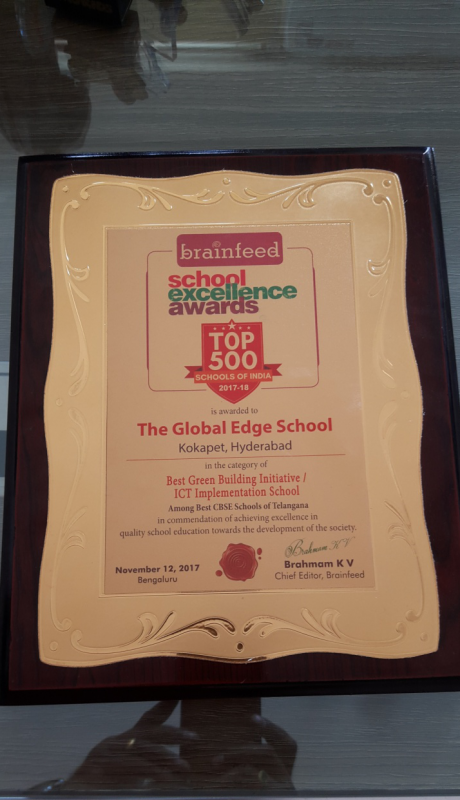 brainfeed
school
excellence
awards
TOP
500
SCHOOLS OF INDIA
2017-18
is awarded to
The Global Edge School
Kokapet, Hyderabad
in the category of
Best Green Building Initiative /
ICT Implementation School
Among Best CBSE Schools of Telangana
in commendation of achieving excellence in
quality school education towards the development of the society.
Brahmam K V
November 12, 2017
Bengaluru
Brahmam K V
Chief Editor, Brainfeed